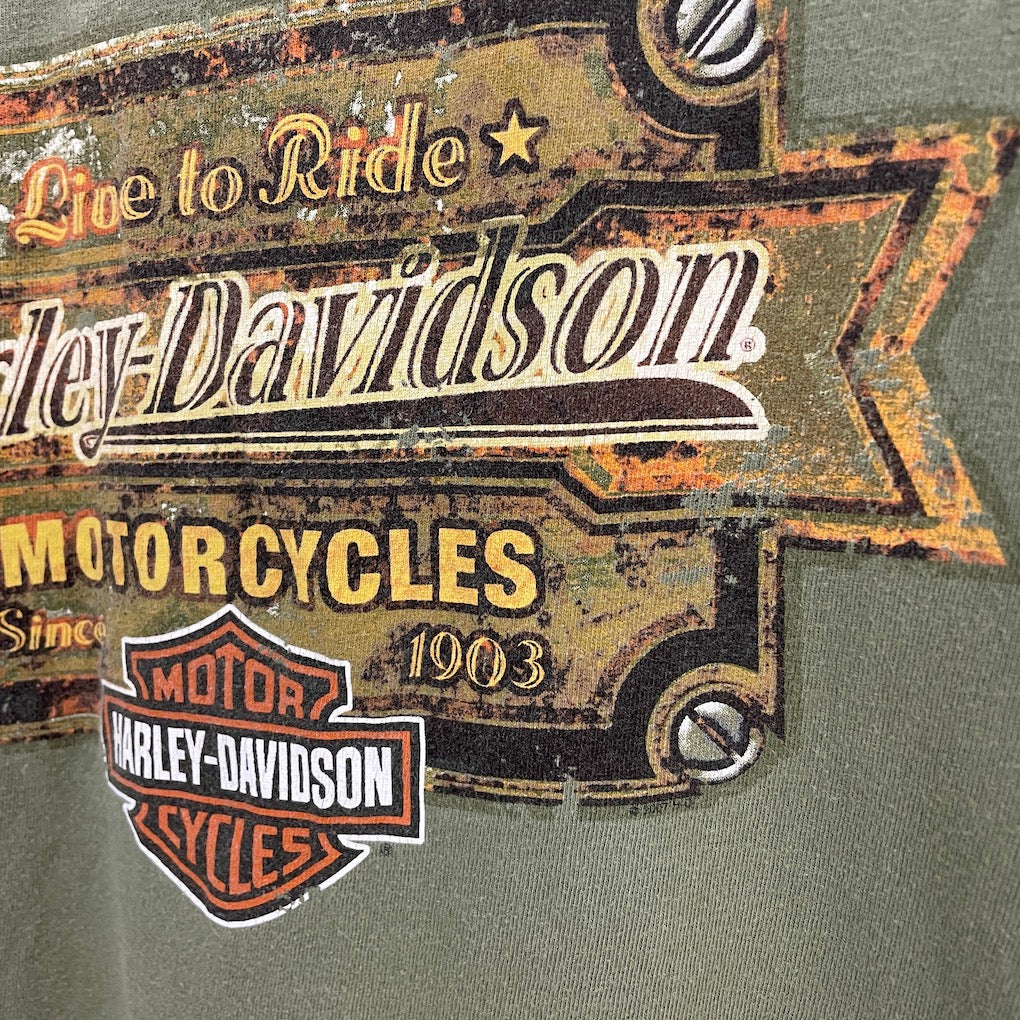 Live to Ride
ley-Davidson®
MOTORCYCLES
Since 1903
MOTOR
HARLEY-DAVIDSON
CYCLES
®